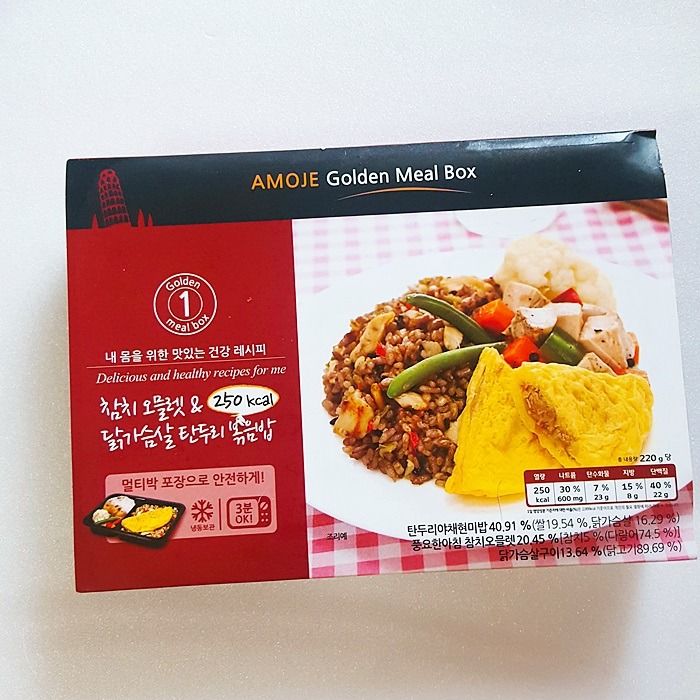 AMOJE Golden Meal Box
Golden
1
meal box
내 몸을 위한 맛있는 건강 레시피
Delicious and healthy recipes for me
참치 오믈렛 & 250 kcal
닭가슴살 탄두리 볶음밥
멀티박 포장으로 안전하게!
냉동보관
3분
OK!
조리예
총 내용량 220 g 당
열량 나트륨 탄수화물 지방 단백질
250 30 % 7 % 15 % 40 %
kcal 600 mg 23 g 8 g 22 g
탄두리야채현미밥40.91 %(쌀19.54 %,닭가슴살 16.29 %)
풍요한아침 참치오믈렛20.45 %[참치5 %(다랑어74.5 %)]
닭가슴살구이13.64 %(닭고기89.69 %)